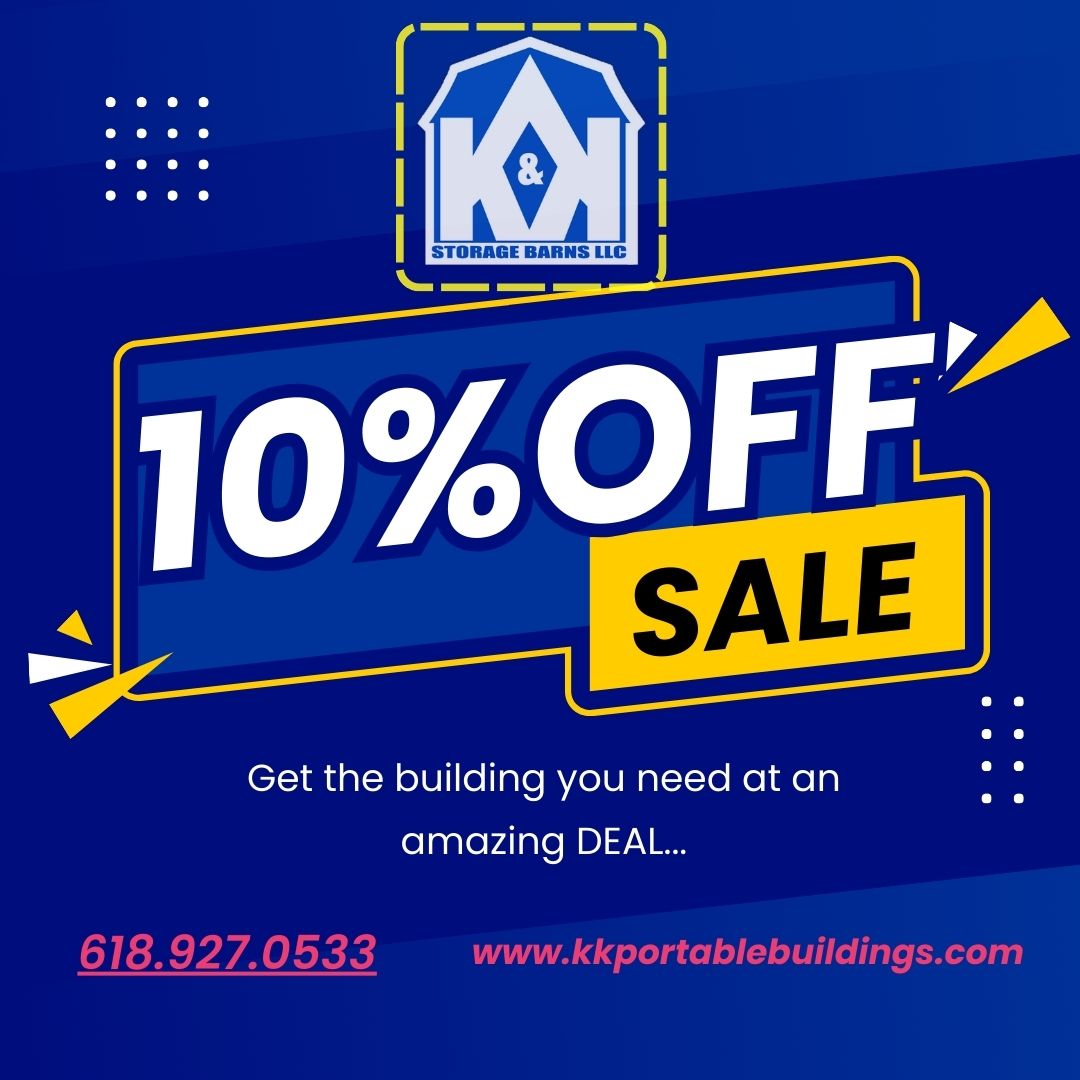 K & K
STORAGE BARNS LLC
10%OFF
SALE
Get the building you need at an
amazing DEAL...
618.927.0533
www.kkportablebuildings.com